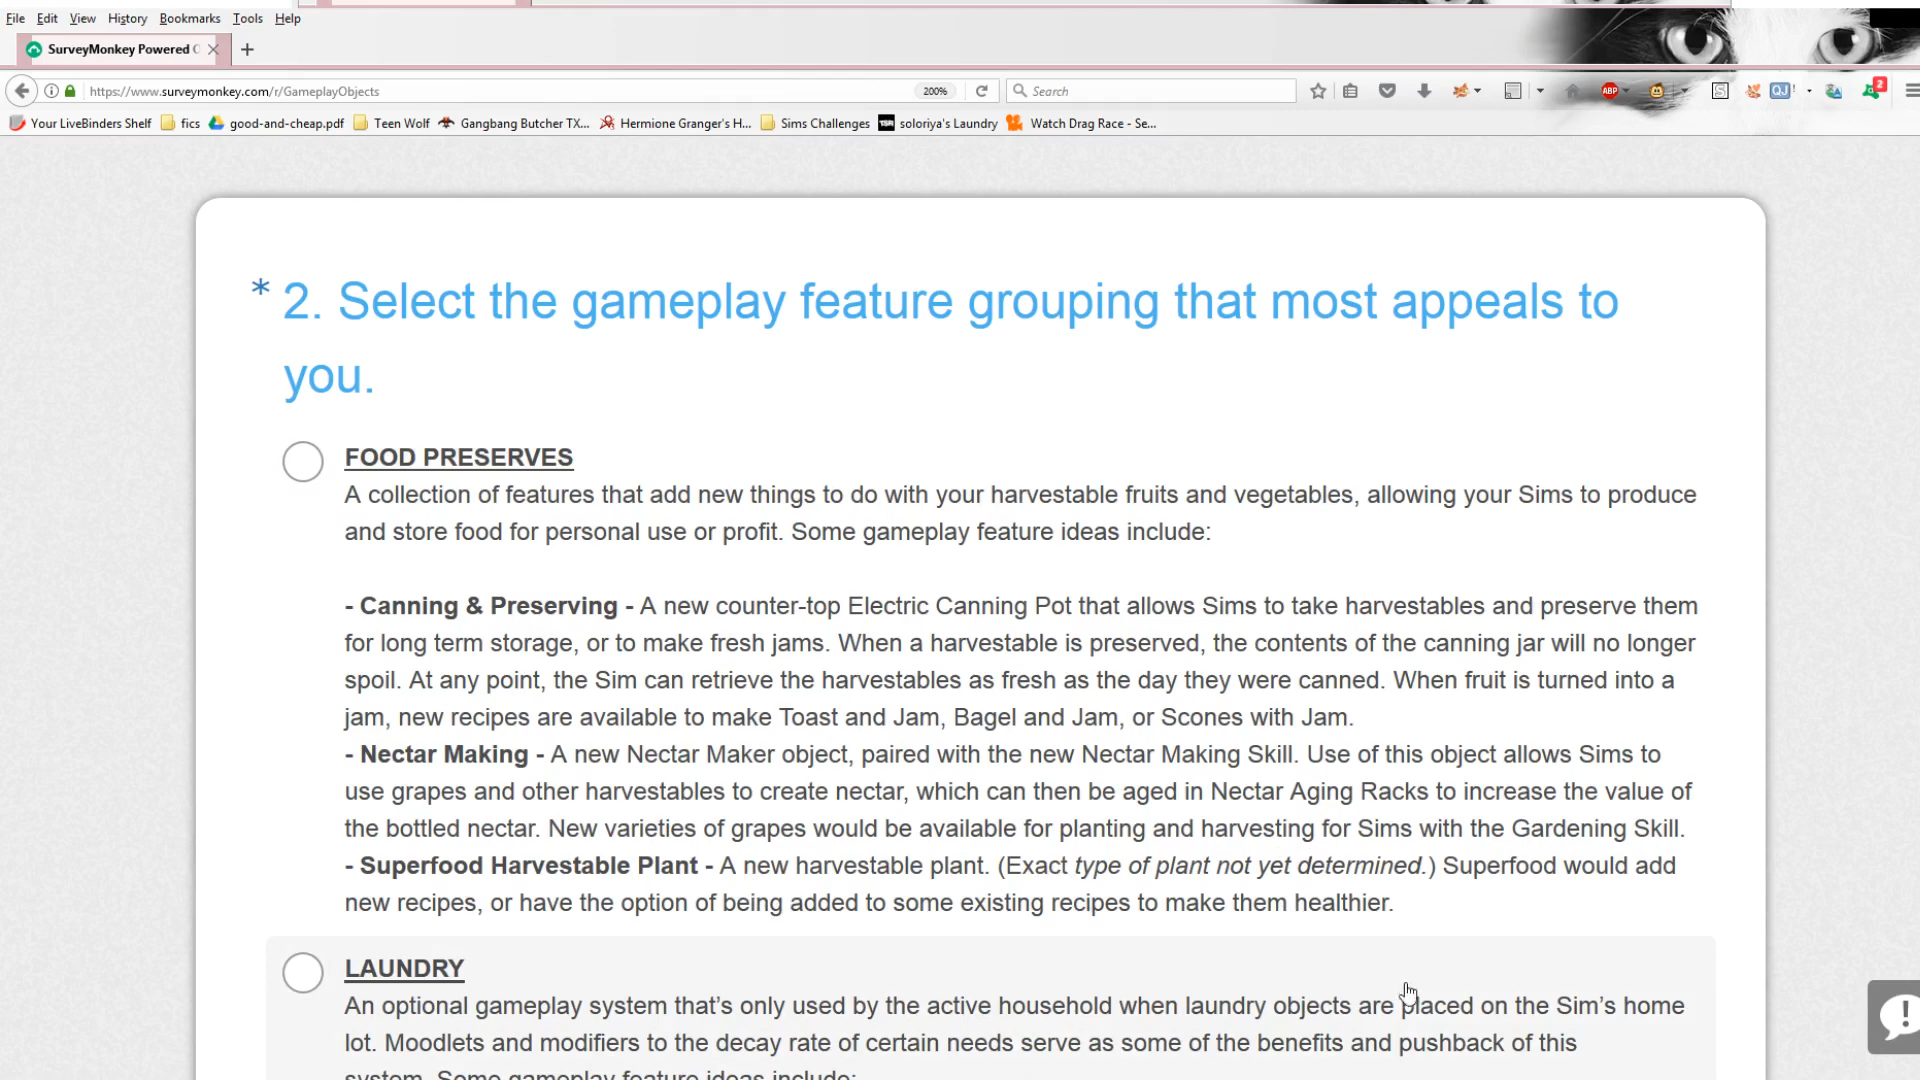 File Edit View History Bookmarks Tools Help
SurveyMonkey Powered
https://www.surveymonkey.com/r/GameplayObjects 200% Search ABP S QJ 2
Your LiveBinders Shelf fics good-and-cheap.pdf Teen Wolf Gangbang Butcher TX... Hermione Granger's H... Sims Challenges TSR soloriya's Laundry Watch Drag Race - Se...
* 2. Select the gameplay feature grouping that most appeals to
you.
FOOD PRESERVES
A collection of features that add new things to do with your harvestable fruits and vegetables, allowing your Sims to produce
and store food for personal use or profit. Some gameplay feature ideas include:
- Canning & Preserving - A new counter-top Electric Canning Pot that allows Sims to take harvestables and preserve them
for long term storage, or to make fresh jams. When a harvestable is preserved, the contents of the canning jar will no longer
spoil. At any point, the Sim can retrieve the harvestables as fresh as the day they were canned. When fruit is turned into a
jam, new recipes are available to make Toast and Jam, Bagel and Jam, or Scones with Jam.
- Nectar Making - A new Nectar Maker object, paired with the new Nectar Making Skill. Use of this object allows Sims to
use grapes and other harvestables to create nectar, which can then be aged in Nectar Aging Racks to increase the value of
the bottled nectar. New varieties of grapes would be available for planting and harvesting for Sims with the Gardening Skill.
- Superfood Harvestable Plant - A new harvestable plant. (Exact type of plant not yet determined.) Superfood would add
new recipes, or have the option of being added to some existing recipes to make them healthier.
LAUNDRY
An optional gameplay system that's only used by the active household when laundry objects are placed on the Sim's home
lot. Moodlets and modifiers to the decay rate of certain needs serve as some of the benefits and pushback of this
system. Some gameplay feature ideas include: